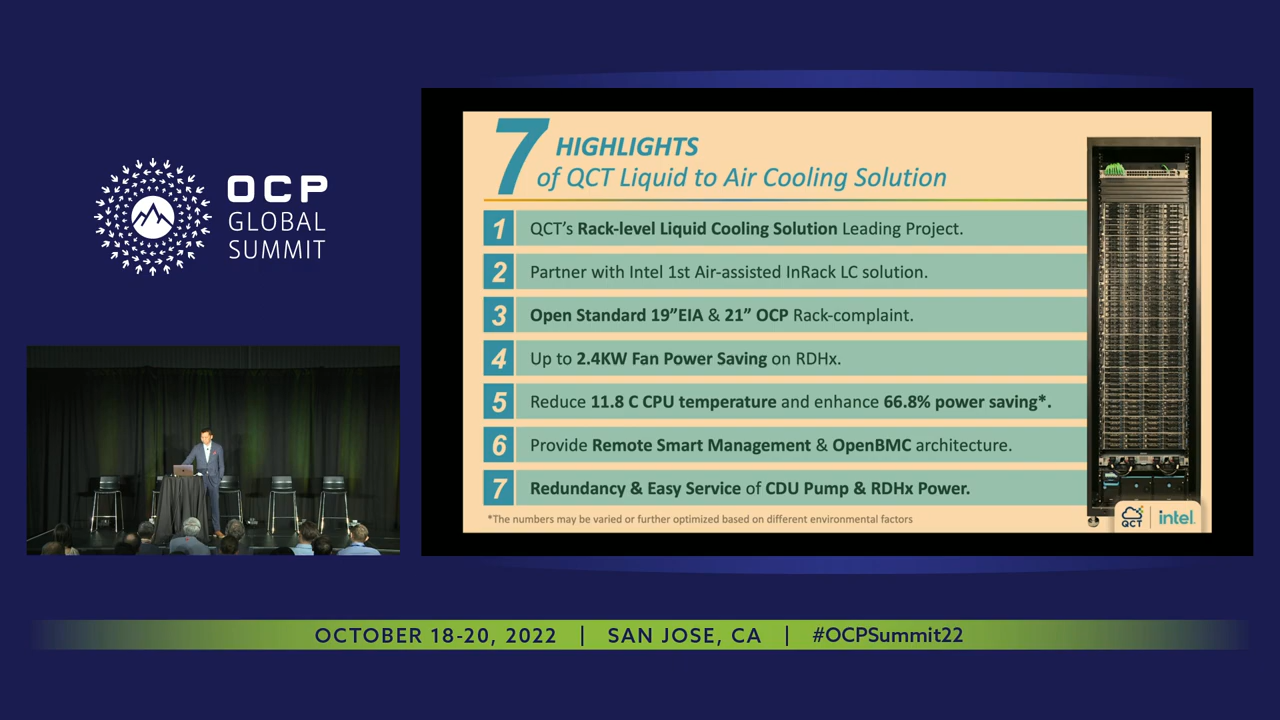 OCP
GLOBAL
SUMMIT
7 HIGHLIGHTS
of QCT Liquid to Air Cooling Solution
1 QCT's Rack-level Liquid Cooling Solution Leading Project.
2 Partner with Intel 1st Air-assisted InRack LC solution.
3 Open Standard 19”EIA & 21” OCP Rack-complaint.
4 Up to 2.4KW Fan Power Saving on RDHx.
5 Reduce 11.8 C CPU temperature and enhance 66.8% power saving*.
6 Provide Remote Smart Management & OpenBMC architecture.
7 Redundancy & Easy Service of CDU Pump & RDHx Power.
*The numbers may be varied or further optimized based on different environmental factors
QCT | intel.
OCTOBER 18-20, 2022 | SAN JOSE, CA | #OCPSummit22